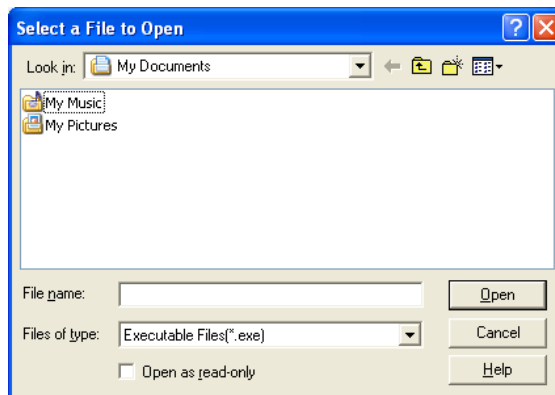 Select a File to Open
Look in: My Documents
My Music
My Pictures
File name:
Open
Files of type: Executable Files(*.exe)
Cancel
Open as read-only
Help